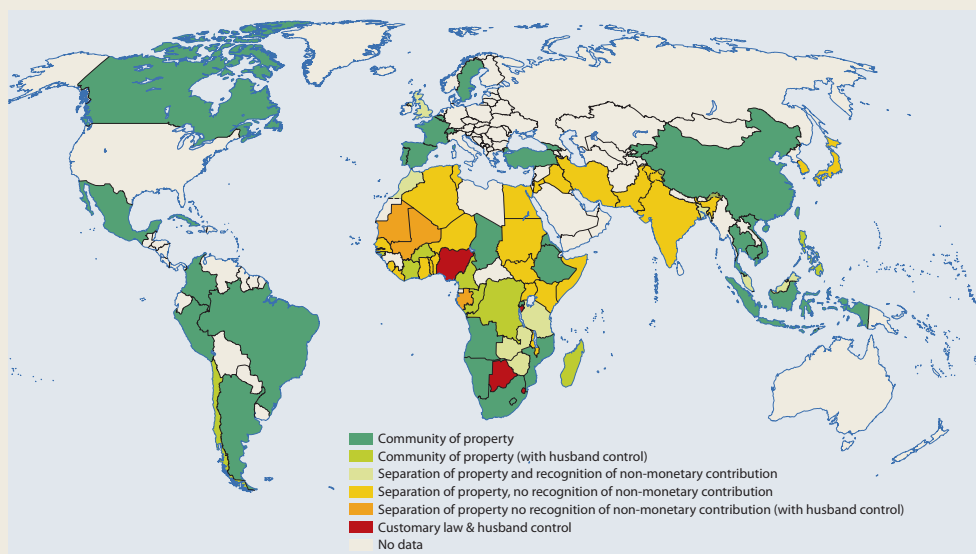 Community of property
Community of property (with husband control)
Separation of property and recognition of non-monetary contribution
Separation of property, no recognition of non-monetary contribution
Separation of property no recognition of non-monetary contribution (with husband control)
Customary law & husband control
No data